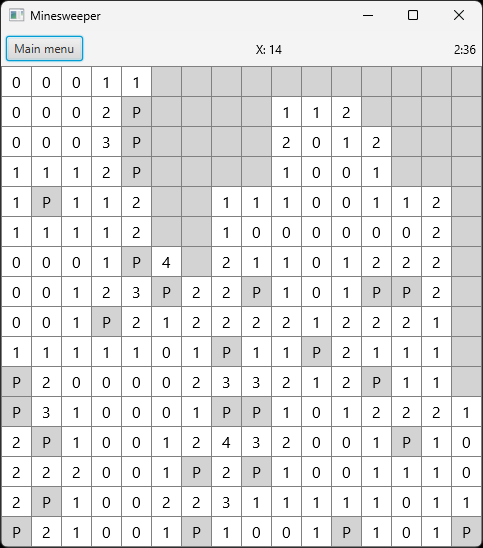 Minesweeper
Main menu X: 14 2:36
0 0 0 1 1
0 0 0 2 P 1 1 2
0 0 0 3 P 2 0 1 2
1 1 1 2 P 1 0 0 1
1 P 1 1 2 1 1 1 0 0 1 1 2
1 1 1 1 2 1 0 0 0 0 0 0 2
0 0 0 1 P 4 2 1 1 0 1 2 2 2
0 0 1 2 3 P 2 2 P 1 0 1 P P 2
0 0 1 P 2 1 2 2 2 2 1 2 2 2 1
1 1 1 1 1 0 1 P 1 1 P 2 1 1 1
P 2 0 0 0 0 2 3 3 2 1 2 P 1 1
P 3 1 0 0 0 1 P P 1 0 1 2 2 2 1
2 P 1 0 0 1 2 4 3 2 0 0 1 P 1 0
2 2 2 0 0 1 P 2 P 1 0 0 1 1 1 0
2 P 1 0 0 2 2 3 1 1 1 1 1 0 1 1
P 2 1 0 0 1 P 1 0 0 1 P 1 0 1 P